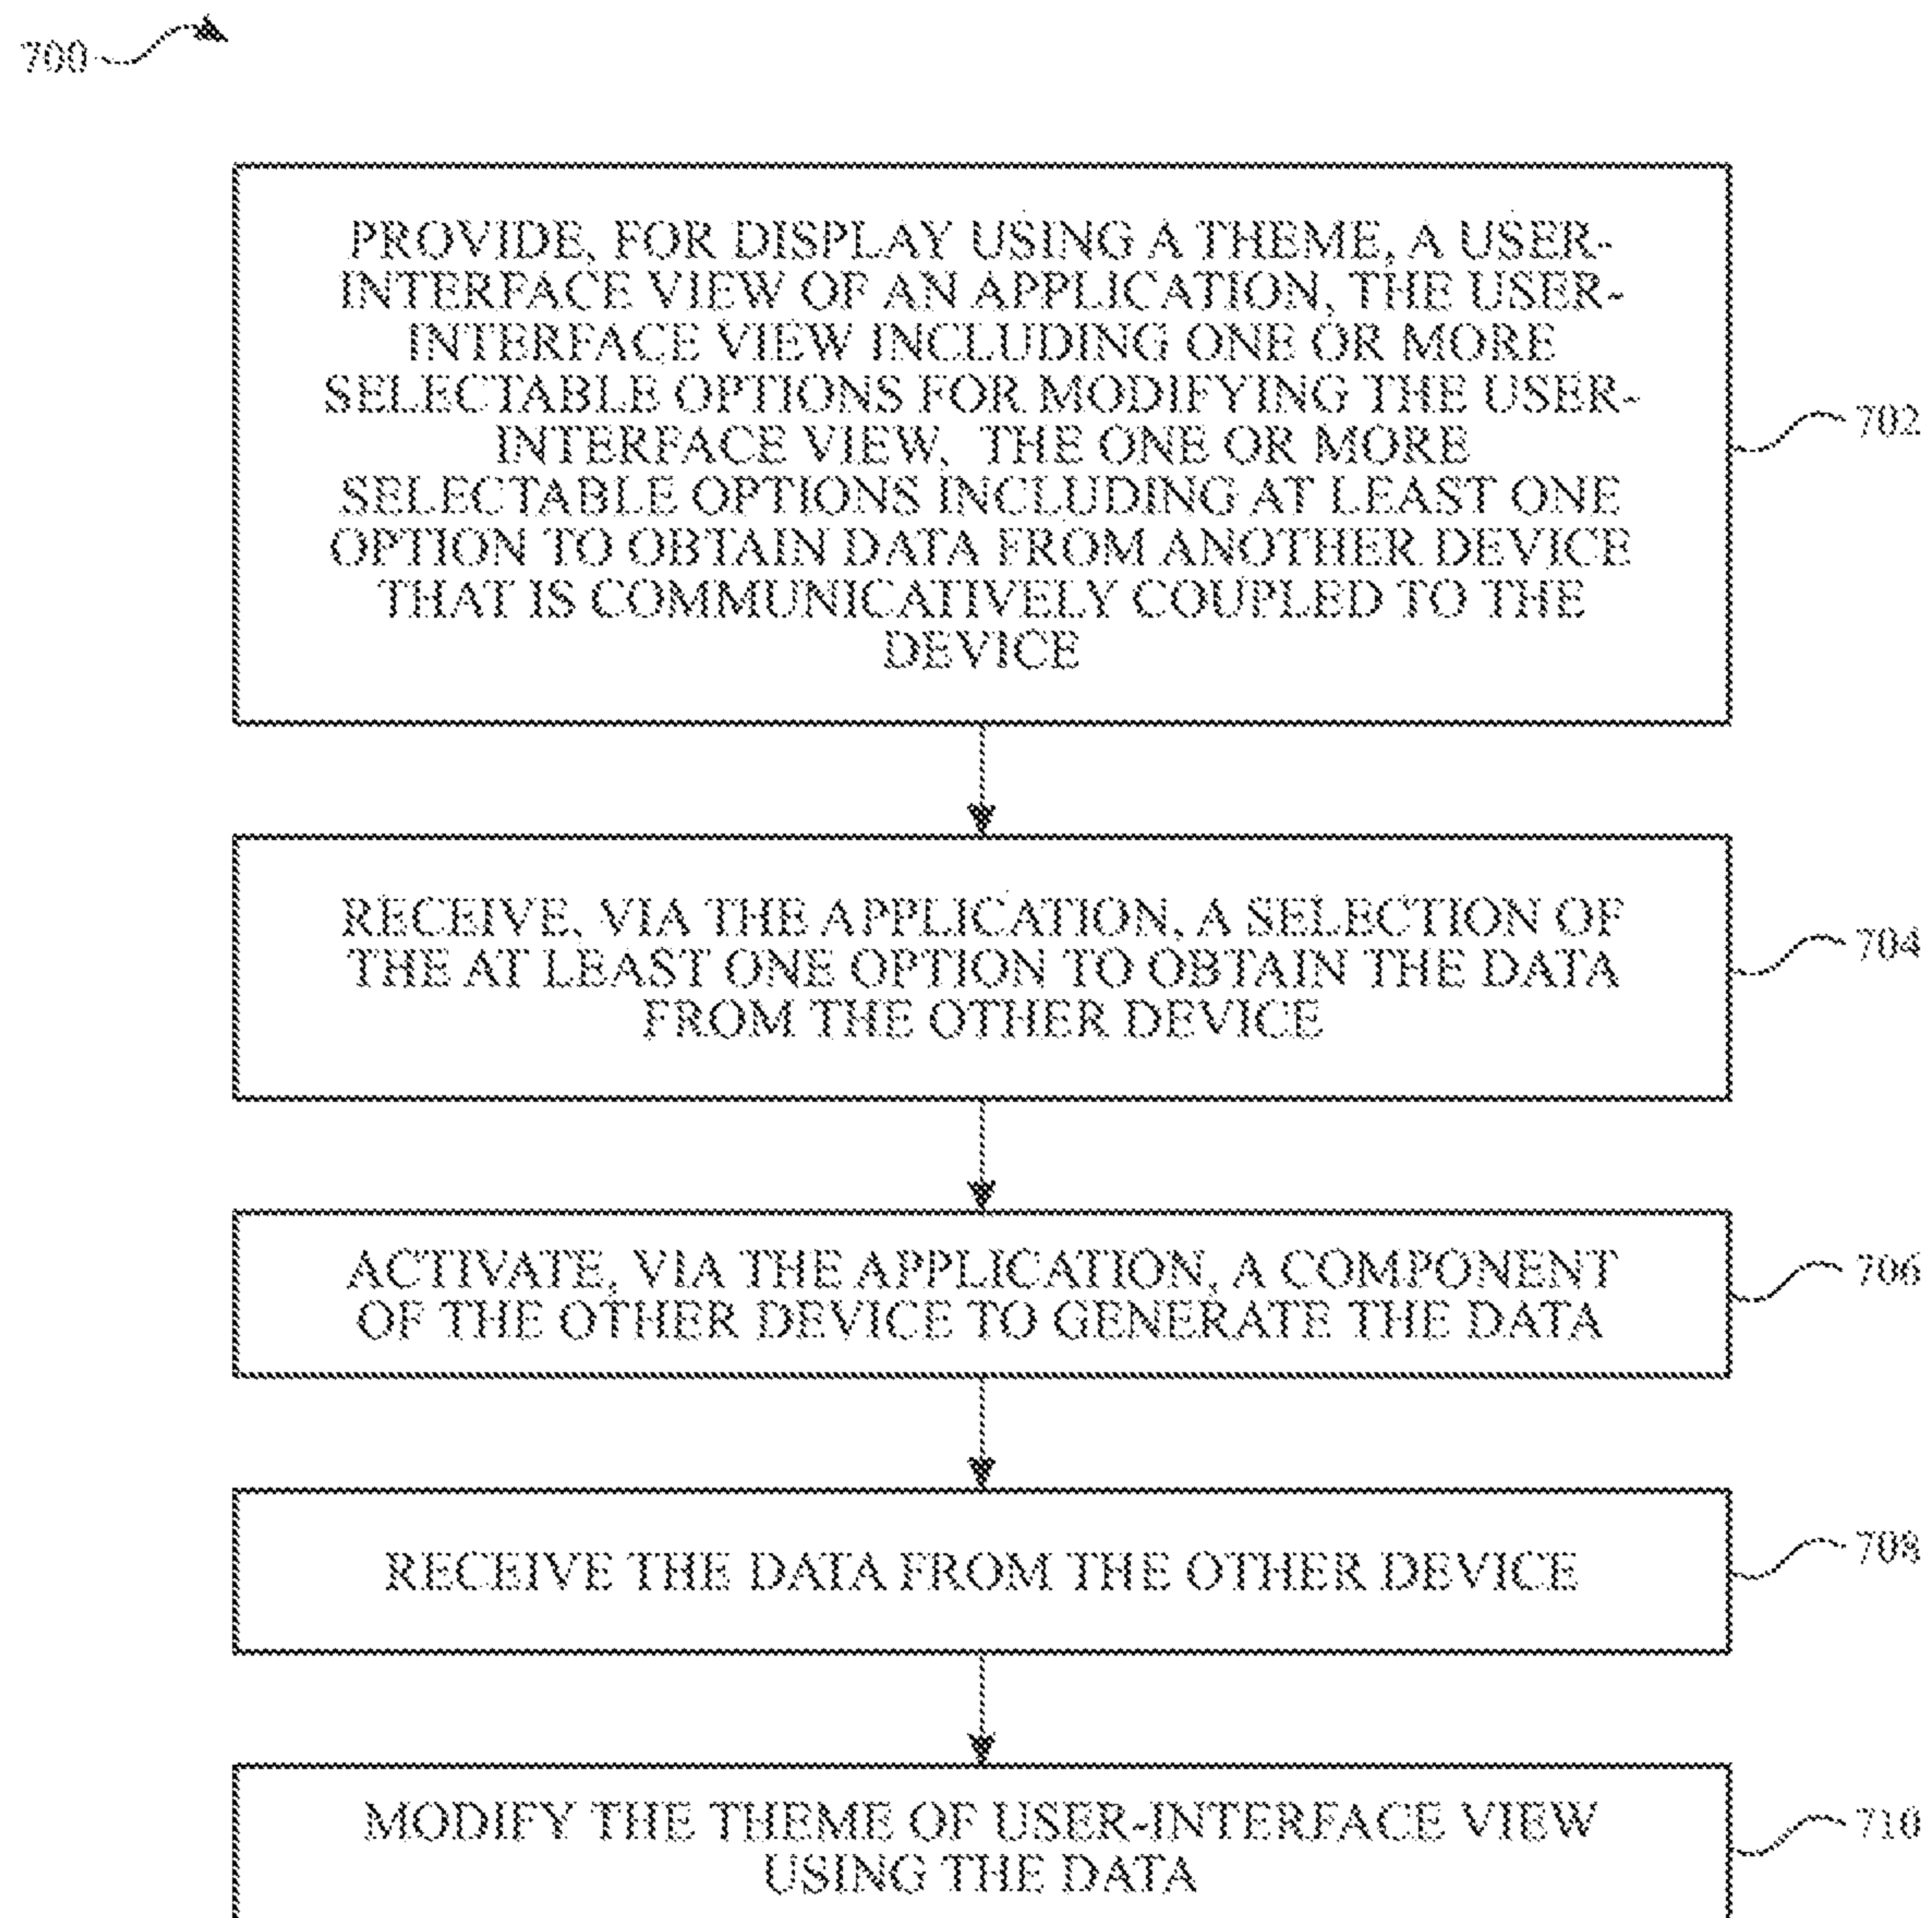 700
PROVIDE, FOR DISPLAY USING A THEME, A USER-
INTERFACE VIEW OF AN APPLICATION, THE USER-
INTERFACE VIEW INCLUDING ONE OR MORE
SELECTABLE OPTIONS FOR MODIFYING THE USER-
INTERFACE VIEW, THE ONE OR MORE
SELECTABLE OPTIONS INCLUDING AT LEAST ONE
OPTION TO OBTAIN DATA FROM ANOTHER DEVICE
THAT IS COMMUNICATIVELY COUPLED TO THE
DEVICE
702
RECEIVE, VIA THE APPLICATION, A SELECTION OF
THE AT LEAST ONE OPTION TO OBTAIN THE DATA
FROM THE OTHER DEVICE
704
ACTIVATE, VIA THE APPLICATION, A COMPONENT
OF THE OTHER DEVICE TO GENERATE THE DATA
706
RECEIVE THE DATA FROM THE OTHER DEVICE
708
MODIFY THE THEME OF USER-INTERFACE VIEW
USING THE DATA
710